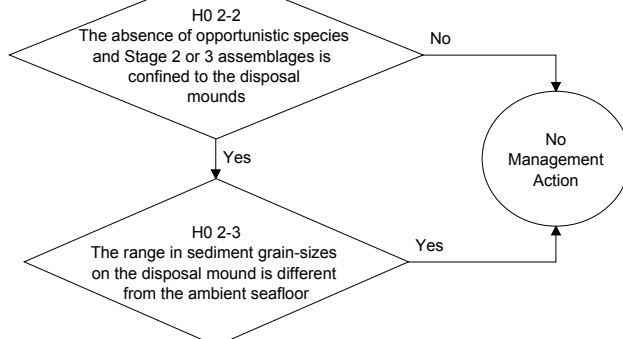 H0 2-2
The absence of opportunistic species
and Stage 2 or 3 assemblages is
confined to the disposal
mounds
No
No
Management
Action
Yes
H0 2-3
The range in sediment grain-sizes
on the disposal mound is different
from the ambient seafloor
Yes